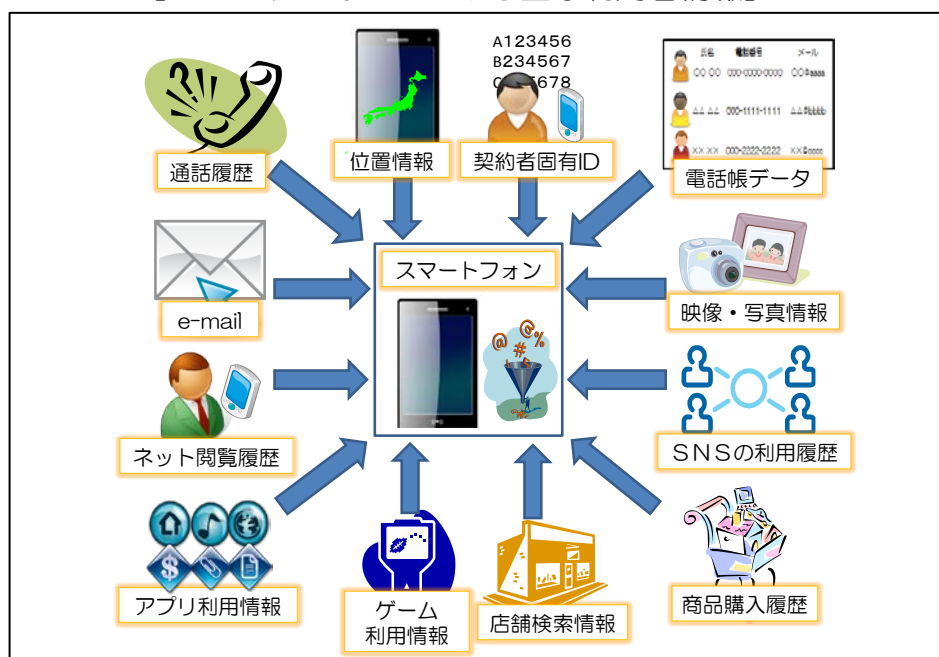 A123456
B234567
氏名 電話番号 メール
○○ ○○ 000-0000-0000 ○○@aaaa
△△ △△ 000-1111-1111 △△@bbbb
×× ×× 000-2222-2222 ××@cccc
通話履歴
位置情報
契約者固有ID
電話帳データ
スマートフォン
e-mail
@ @ % #
映像・写真情報
ネット閲覧履歴
SNSの利用履歴
$
アプリ利用情報
ゲーム
利用情報
店舗検索情報
商品購入履歴